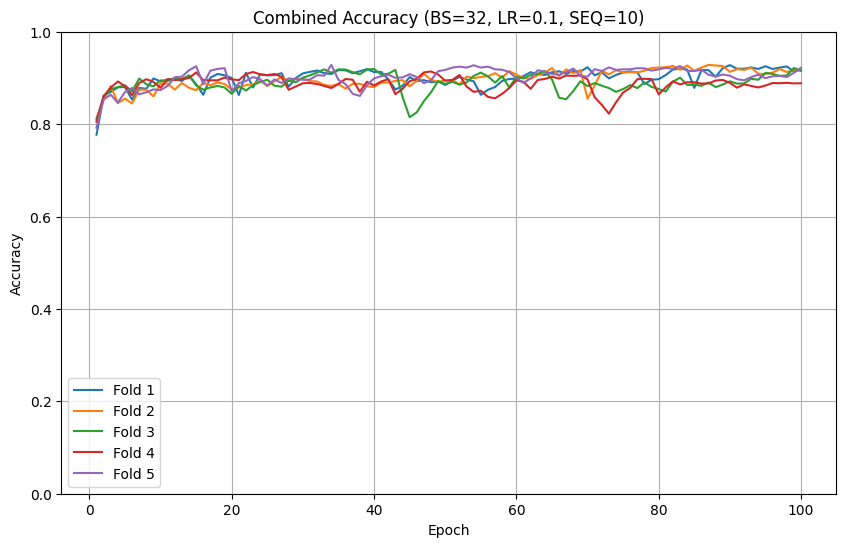 Combined Accuracy (BS=32, LR=0.1, SEQ=10)
1.0
0.8
0.6
0.4
0.2
0.0
Accuracy
Fold 1
Fold 2
Fold 3
Fold 4
Fold 5
0 20 40 60 80 100
Epoch